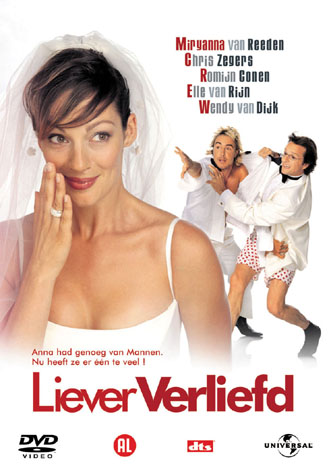 Miryanna van Reeden
Chris Zegers
Romijn Conen
Elle van Rijn
Wendy van Dijk
Anna had genoeg van Mannen.
Nu heeft ze er één te veel !
Liever Verliefd
DVD
VIDEO
AL
dts
UNIVERSAL